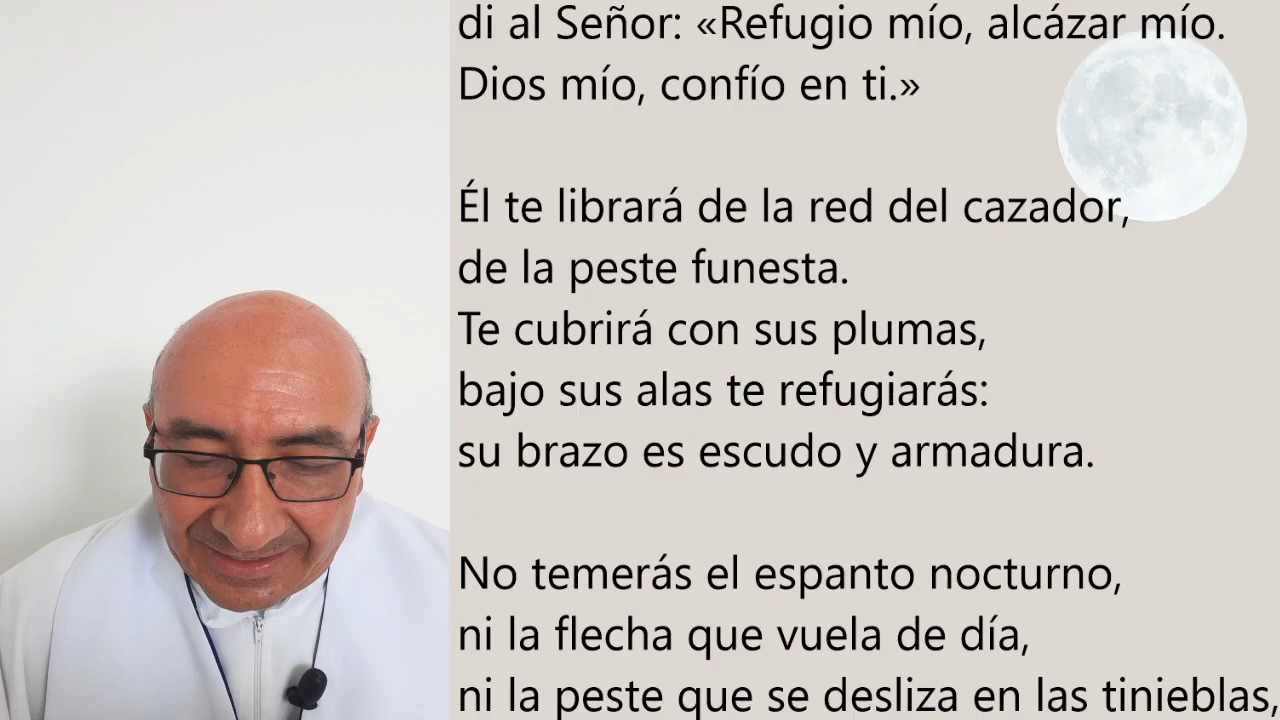 di al Señor: «Refugio mío, alcázar mío.
Dios mío, confío en ti.»
Él te librará de la red del cazador,
de la peste funesta.
Te cubrirá con sus plumas,
bajo sus alas te refugiarás:
su brazo es escudo y armadura.
No temerás el espanto nocturno,
ni la flecha que vuela de día,
ni la peste que se desliza en las tinieblas,